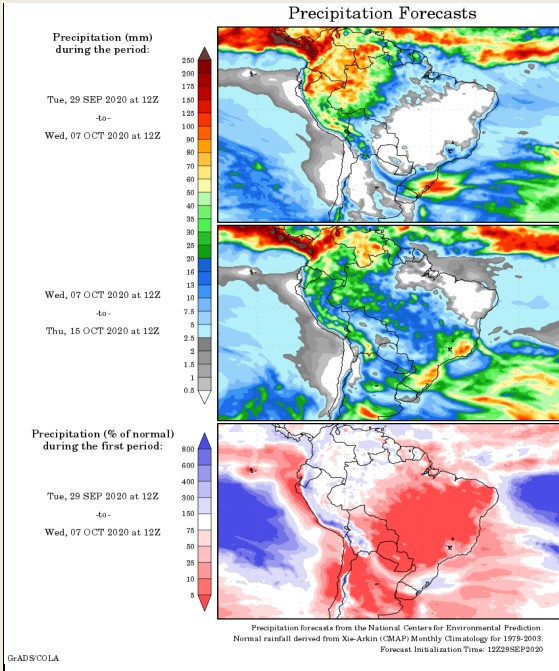 Precipitation Forecasts
Precipitation (mm)
during the period:
Tue, 29 SEP 2020 at 12Z
-to-
Wed, 07 OCT 2020 at 12Z
250
200
175
150
125
100
90
80
70
60
50
40
35
30
25
20
16
13
10
7.5
5
2.5
2
1.5
1
0.5
Wed, 07 OCT 2020 at 12Z
-to-
Thu, 15 OCT 2020 at 12Z
Precipitation (% of normal)
during the first period:
Tue, 29 SEP 2020 at 12Z
-to-
Wed, 07 OCT 2020 at 12Z
800
600
400
300
150
75
50
25
10
5
Precipitation forecasts from the National Centers for Environmental Prediction.
Normal rainfall derived from Xie-Arkin (CMAP) Monthly Climatology for 1979-2003.
Forecast Initialization Time: 12Z29SEP2020
GrADS/COLA